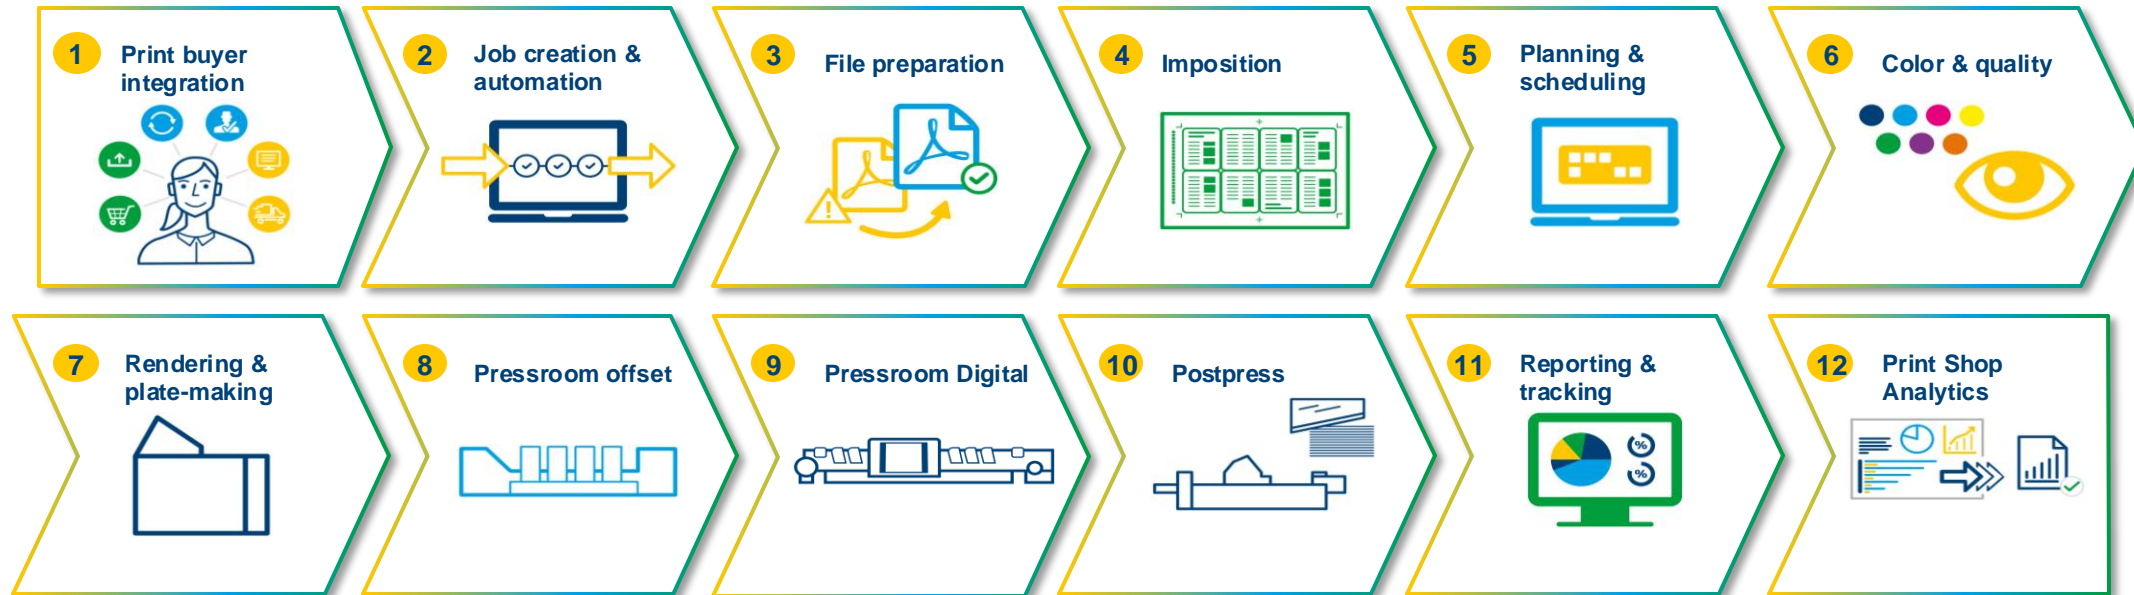 1
Print buyer
integration
2
Job creation &
automation
3
File preparation
4
Imposition
5
Planning &
scheduling
6
Color & quality
7
Rendering &
plate-making
8
Pressroom offset
9
Pressroom Digital
10
Postpress
11
Reporting &
tracking
%
%
12
Print Shop
Analytics